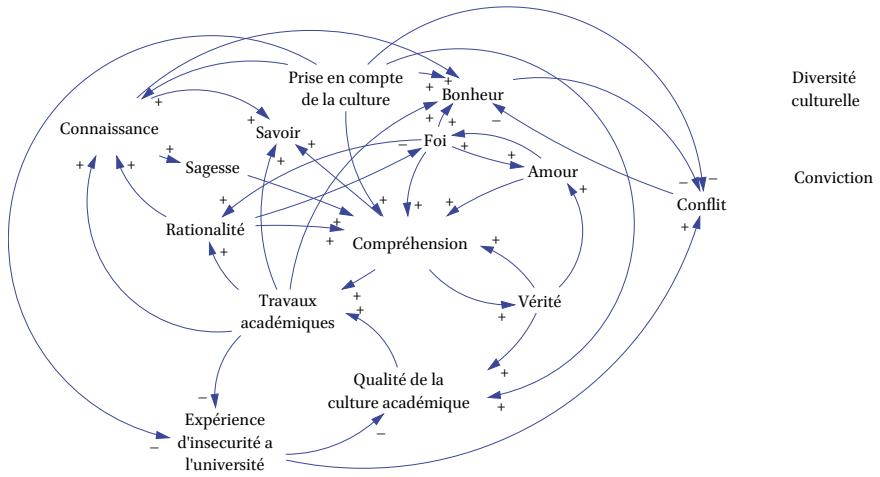 Prise en compte
de la culture
Diversité
culturelle
Bonheur
Connaissance
Savoir
Foi
Sagesse
Amour
Conviction
Conflit
Rationalité
Compréhension
Travaux
académiques
Vérité
Qualité de la
culture académique
Expérience
d'insecurité a
l'université